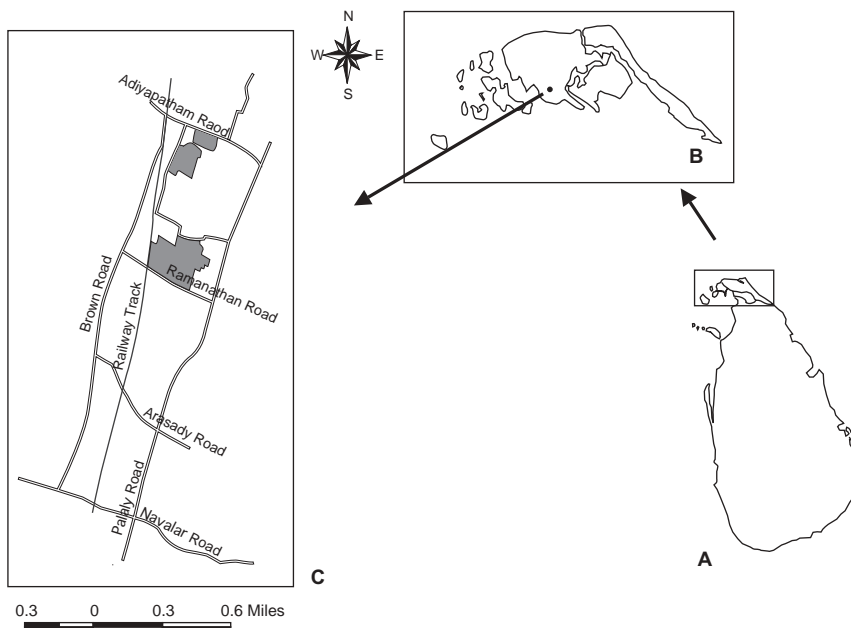 N
W E
S
B
Adiyapatham Raod
Brown Road
Railway Track
Ramanathan Road
Arasady Road
Palaly Road
Navalar Road
C
A
0.3 0 0.3 0.6 Miles